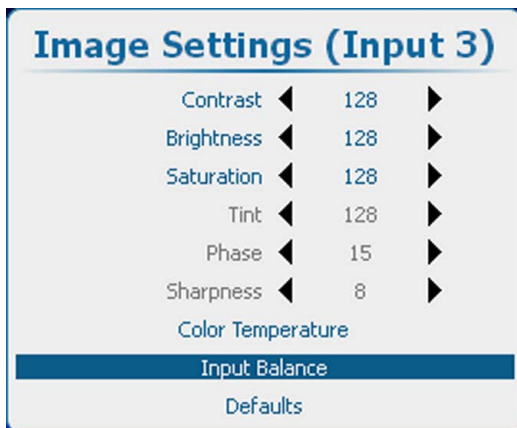 Image Settings (Input 3)
Contrast 128
Brightness 128
Saturation 128
Tint 128
Phase 15
Sharpness 8
Color Temperature
Input Balance
Defaults